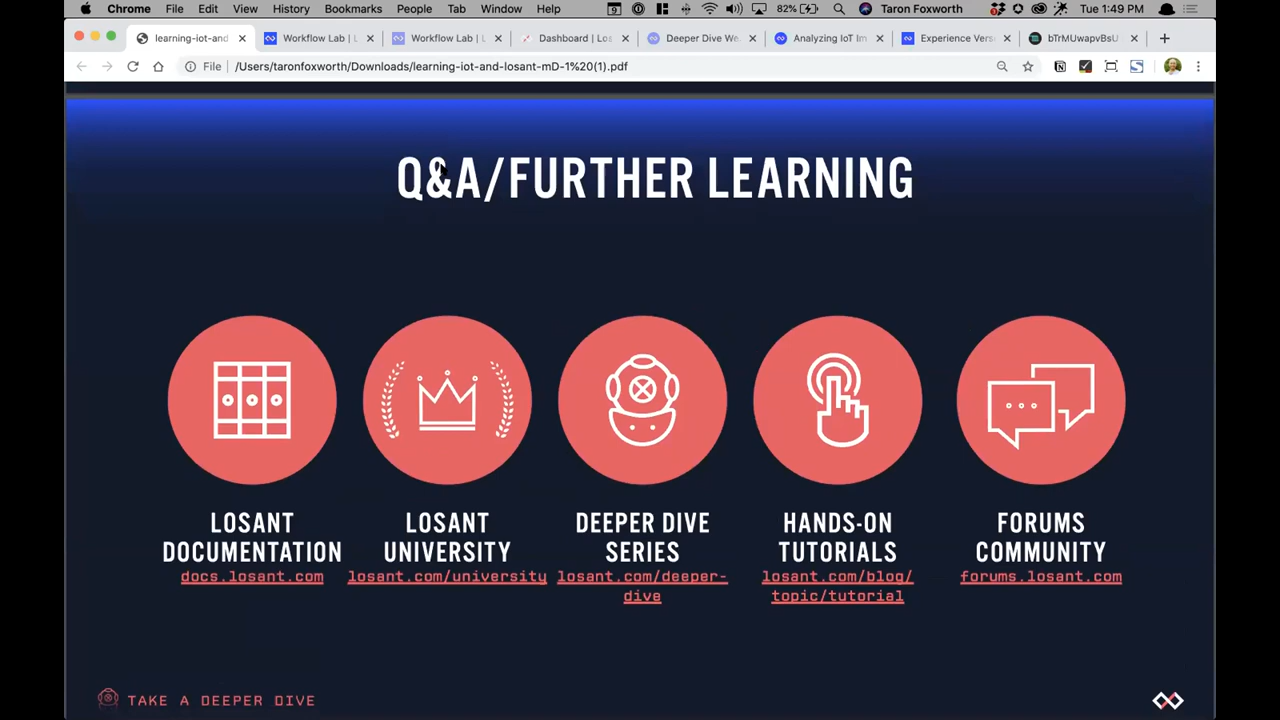 Chrome File Edit View History Bookmarks People Tab Window Help 9 82% Taron Foxworth Tue 1:49 PM
learning-iot-and Workflow Lab | L Workflow Lab | L Dashboard | Los Deeper Dive We Analyzing IoT Im Experience Vers bTrMUwapvBsU
File /Users/taronfoxworth/Downloads/learning-iot-and-losant-mD-1%20(1).pdf
Q&A/FURTHER LEARNING
LOSANT
DOCUMENTATION
docs.losant.com
LOSANT
UNIVERSITY
losant.com/university
DEEPER DIVE
SERIES
losant.com/deeper-
dive
HANDS-ON
TUTORIALS
losant.com/blog/
topic/tutorial
FORUMS
COMMUNITY
forums.losant.com
TAKE A DEEPER DIVE